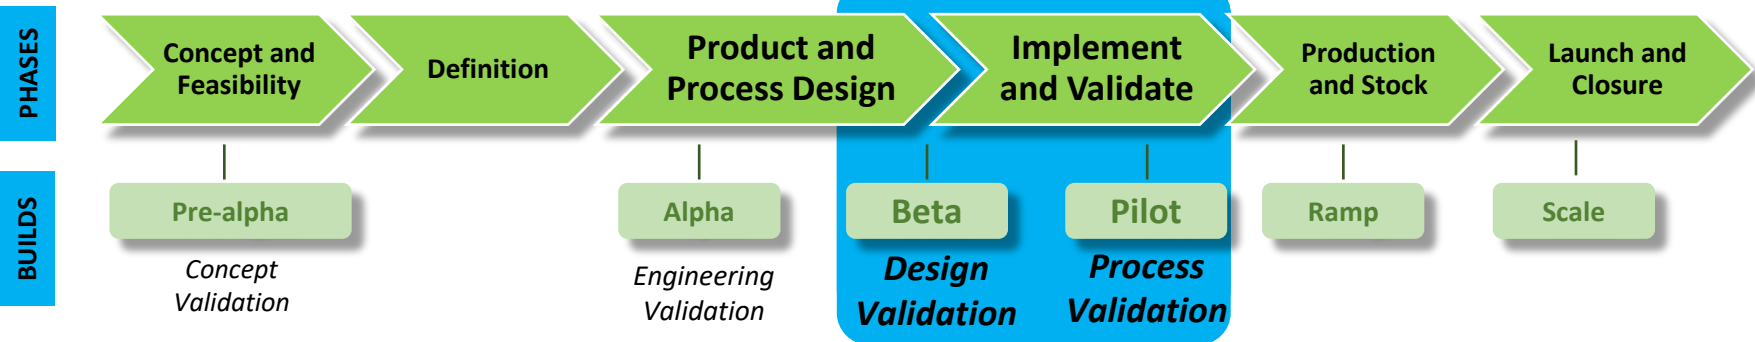 PHASES
Concept and
Feasibility
Definition
Product and
Process Design
Implement
and Validate
Production
and Stock
Launch and
Closure
BUILDS
Pre-alpha
Alpha
Beta
Pilot
Ramp
Scale
Concept
Validation
Engineering
Validation
Design
Validation
Process
Validation